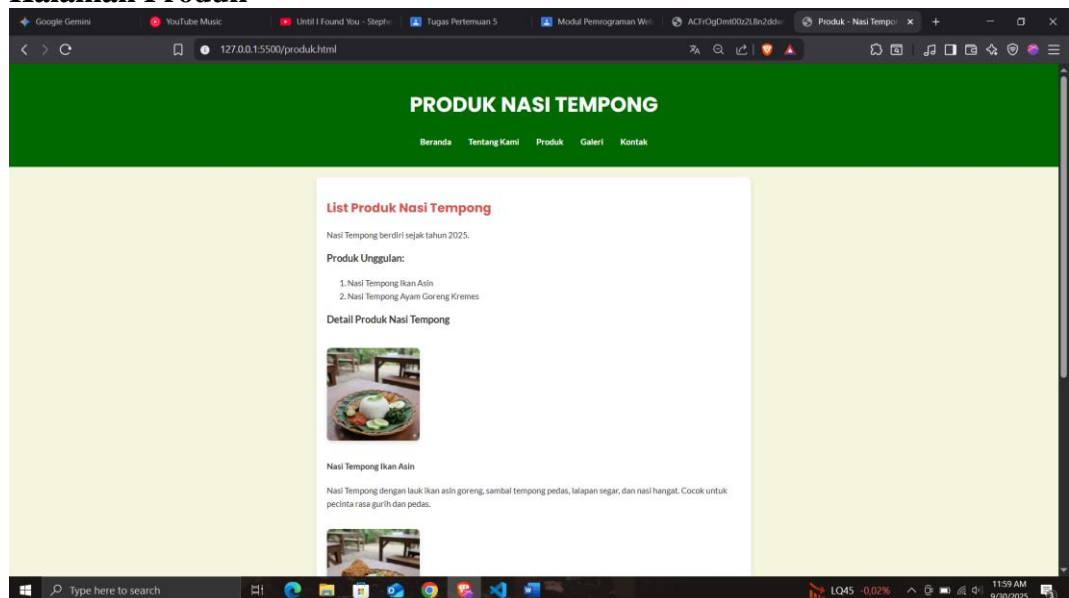 Halaman Produk
Google Gemini
YouTube Music
Until I Found You - Stephe
Tugas Pertemuan 5
Modul Pemrograman Web
Produk - Nasi Tempon
127.0.0.1:5500/produk.html
PRODUK NASI TEMPONG
Beranda Tentang Kami Produk Galeri Kontak
List Produk Nasi Tempong
Nasi Tempong berdiri sejak tahun 2025.
Produk Unggulan:
1. Nasi Tempong Ikan Asin
2. Nasi Tempong Ayam Goreng Kremes
Detail Produk Nasi Tempong
Nasi Tempong Ikan Asin
Nasi Tempong dengan lauk ikan asin goreng, sambal tempong pedas, lalapan segar, dan nasi hangat. Cocok untuk
pecinta rasa gurih dan pedas.
Type here to search
LQ45 -0,02%
11:59 AM
9/30/2025